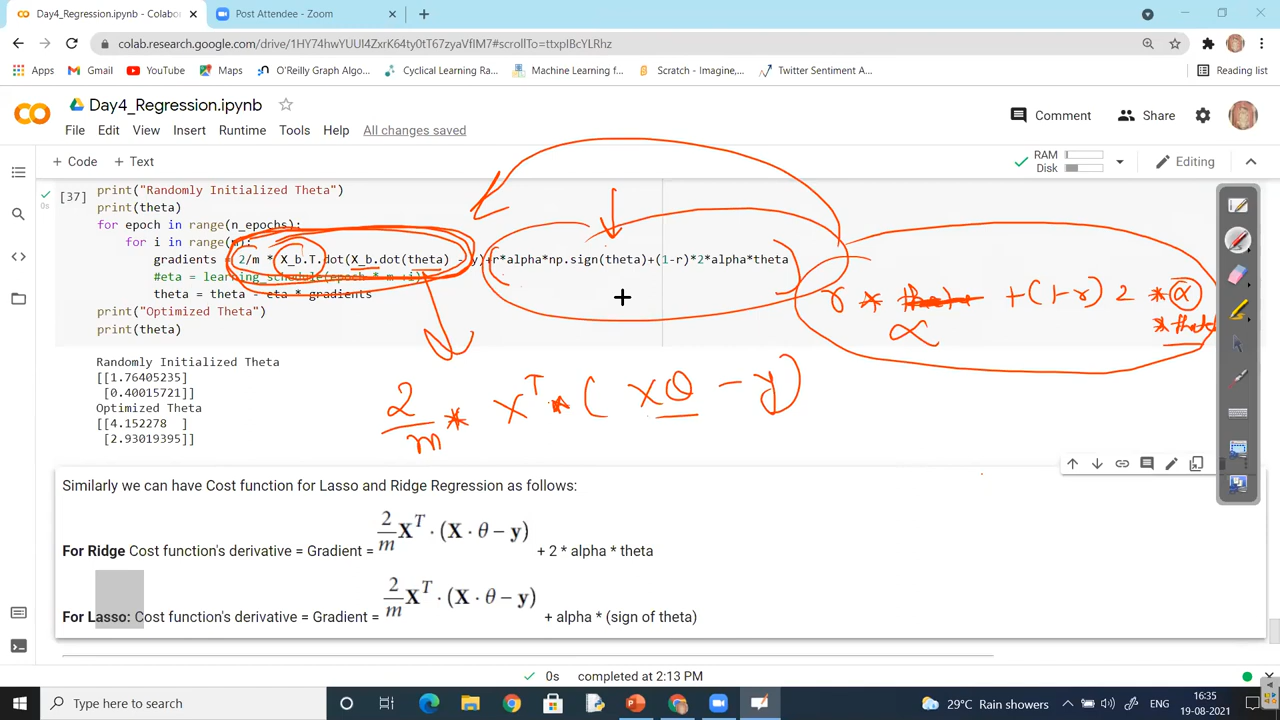 Day4_Regression.ipynb - Colabor
Post Attendee - Zoom
colab.research.google.com/drive/1HY74hwYUUl4ZxrK64ty0tT67zyaVflM7#scrollTo=ttxpIBcYLRhz
Apps Gmail YouTube Maps O'Reilly Graph Algo... Cyclical Learning Ra... Machine Learning f... Scratch - Imagine,... Twitter Sentiment A... Reading list
Day4_Regression.ipynb
Comment Share
File Edit View Insert Runtime Tools Help All changes saved
+ Code + Text
RAM
Disk
Editing
[37]
0s
print("Randomly Initialized Theta")
print(theta)
for epoch in range(n_epochs):
for i in range(m):
gradients = 2/m * X_b.T.dot(X_b.dot(theta) - y)+r*alpha*np.sign(theta)+(1-r)*2*alpha*theta
#eta = learning_schedule(epoch * m +i)
theta = theta - eta * gradients
print("Optimized Theta")
print(theta)
r * α +(1-r) 2 * α
* theta
Randomly Initialized Theta
[[1.76405235]
[0.40015721]]
Optimized Theta
[[4.152278 ]
[2.93019395]]
2/m * X^T * ( Xθ - y)
Similarly we can have Cost function for Lasso and Ridge Regression as follows:
For Ridge Cost function's derivative = Gradient = 2/m X^T · (X · θ − y) + 2 * alpha * theta
For Lasso: Cost function's derivative = Gradient = 2/m X^T · (X · θ − y) + alpha * (sign of theta)
0s completed at 2:13 PM
Type here to search
29°C Rain showers
ENG
16:35
19-08-2021